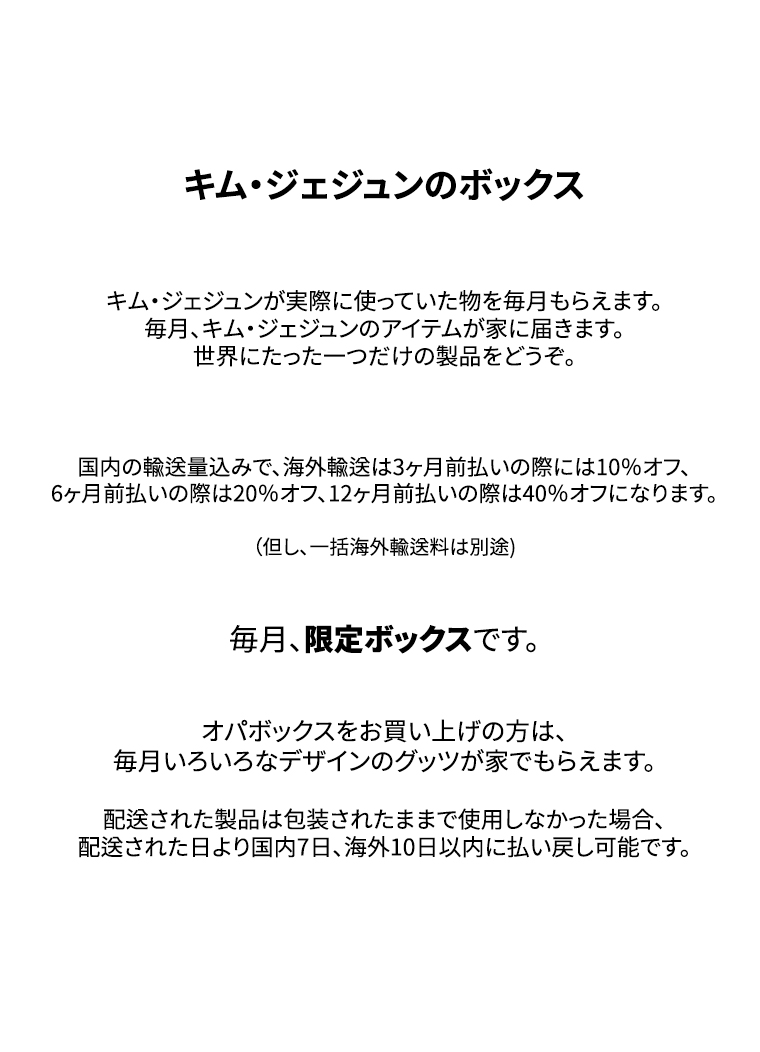 キム・ジェジュンのボックス
キム・ジェジュンが実際に使っていた物を毎月もらえます。
毎月、キム・ジェジュンのアイテムが家に届きます。
世界にたった一つだけの製品をどうぞ。
国内の輸送量込みで、海外輸送は3ヶ月前払いの際には10%オフ、
6ヶ月前払いの際は20%オフ、12ヶ月前払いの際は40%オフになります。
(但し、一括海外輸送料は別途)
毎月、限定ボックスです。
オパボックスをお買い上げの方は、
毎月いろいろなデザインのグッツが家でもらえます。
配送された製品は包装されたままで使用しなかった場合、
配送された日より国内7日、海外10日以内に払い戻し可能です。